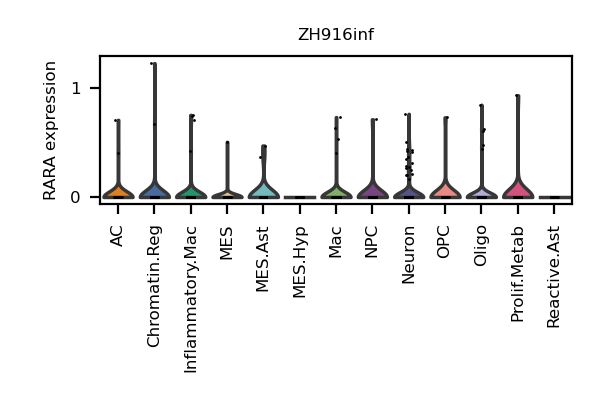 ZH916inf
RARA expression
1
0
AC
Chromatin.Reg
Inflammatory.Mac
MES
MES.Ast
MES.Hyp
Mac
NPC
Neuron
OPC
Oligo
Prolif.Metab
Reactive.Ast